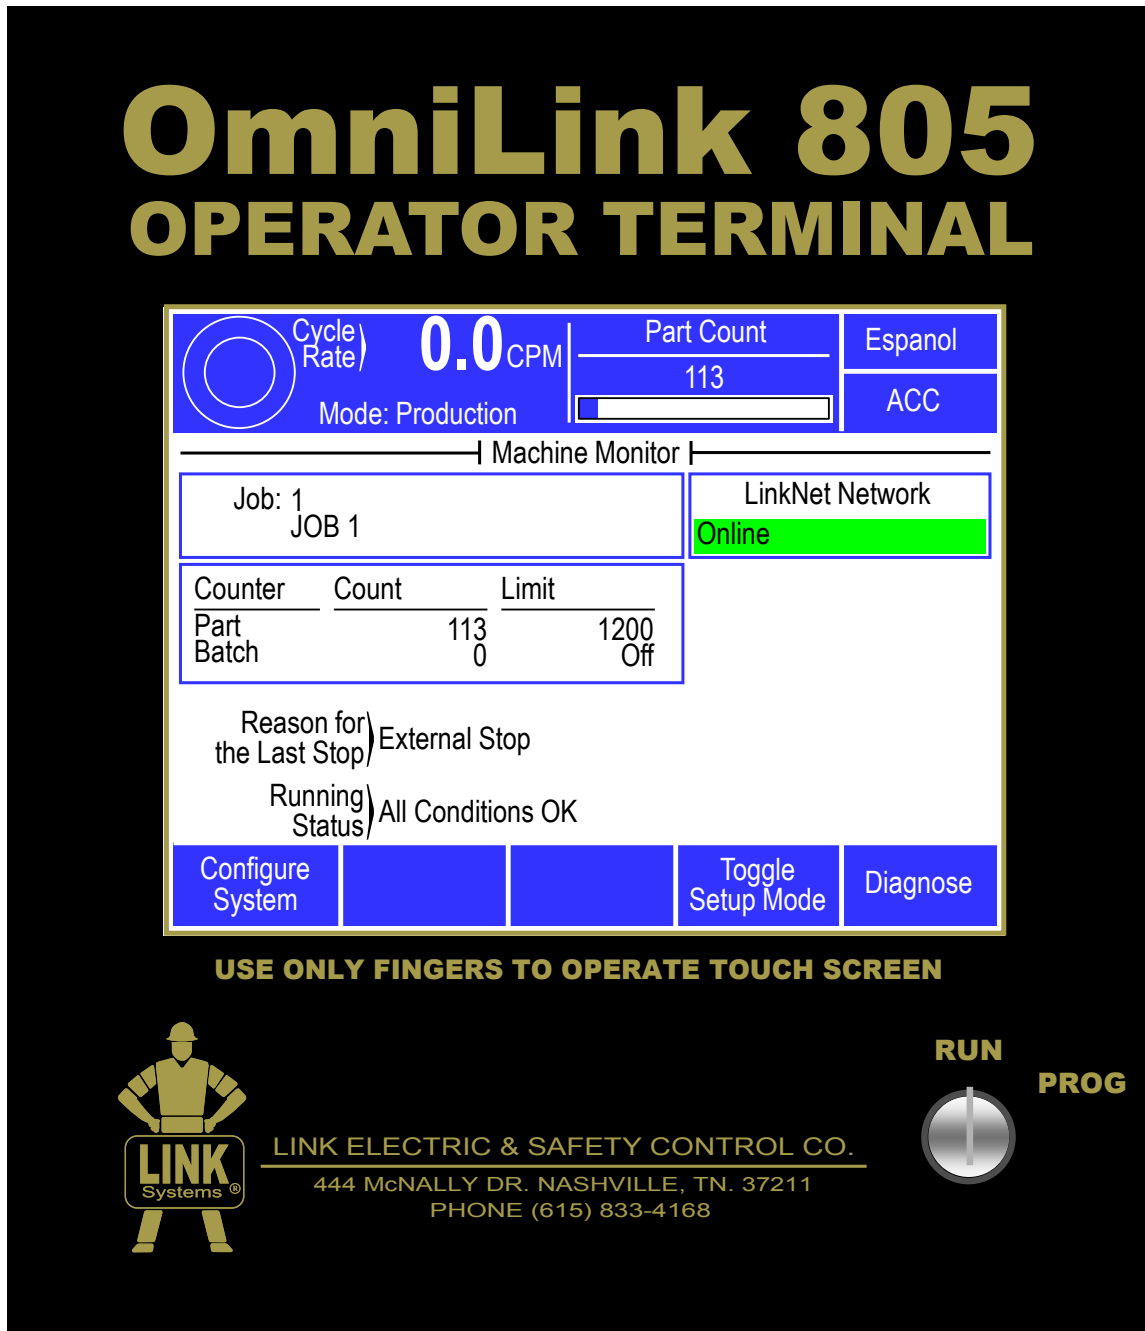 OmniLink 805
OPERATOR TERMINAL
Cycle
Rate
0.0 CPM
Mode: Production
Part Count
113
Espanol
ACC
Machine Monitor
Job: 1
JOB 1
LinkNet Network
Online
Counter Count Limit
Part 113 1200
Batch 0 Off
Reason for
the Last Stop
External Stop
Running
Status
All Conditions OK
Configure
System
Toggle
Setup Mode
Diagnose
USE ONLY FINGERS TO OPERATE TOUCH SCREEN
RUN
PROG
LINK
Systems ®
LINK ELECTRIC & SAFETY CONTROL CO.
444 McNALLY DR. NASHVILLE, TN. 37211
PHONE (615) 833-4168